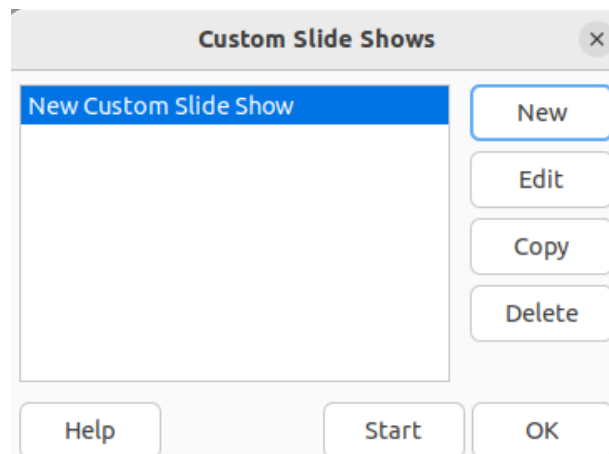 Custom Slide Shows
New Custom Slide Show
New
Edit
Copy
Delete
Help
Start
OK